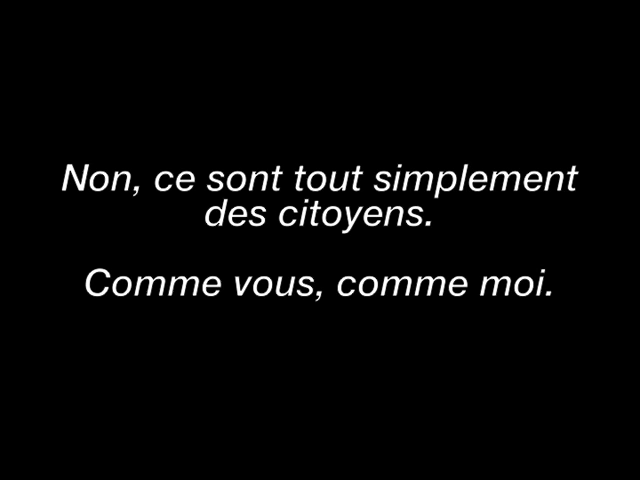 Non, ce sont tout simplement
des citoyens.
Comme vous, comme moi.